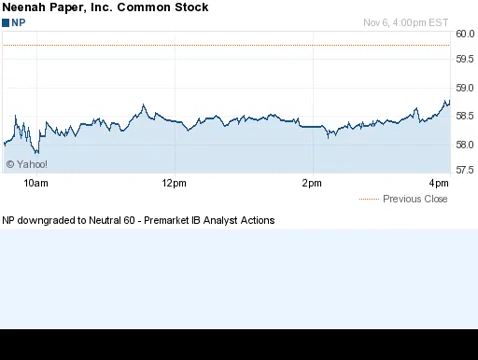 Neenah Paper, Inc. Common Stock
NP
Nov 6, 4:00pm EST
60.0
59.5
59.0
58.5
58.0
57.5
© Yahoo!
10am 12pm 2pm 4pm
Previous Close
NP downgraded to Neutral 60 - Premarket IB Analyst Actions